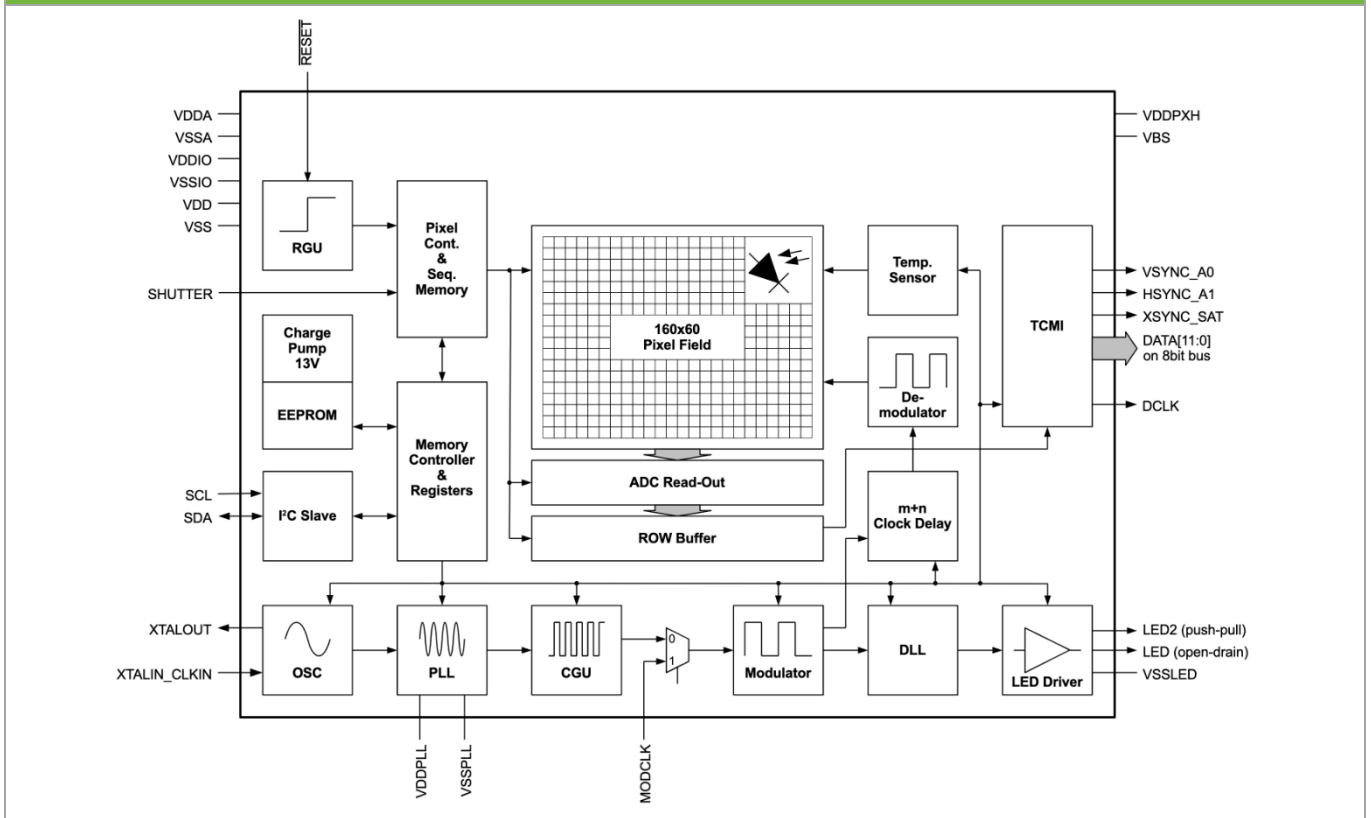 RESET
VDDA
VSSA
VDDIO
VSSIO
VDD
VSS
SHUTTER
SCL
SDA
XTALOUT
XTALIN_CLKIN
RGU
Pixel
Cont.
&
Seq.
Memory
Charge
Pump
13V
EEPROM
Memory
Controller
&
Registers
I²C Slave
160x60
Pixel Field
ADC Read-Out
ROW Buffer
Temp.
Sensor
De-
modulator
m+n
Clock Delay
TCMI
VDDPXH
VBS
VSYNC_A0
HSYNC_A1
XSYNC_SAT
DATA[11:0]
on 8bit bus
DCLK
OSC
PLL
CGU
0
1
Modulator
DLL
LED Driver
LED2 (push-pull)
LED (open-drain)
VSSLED
VDDPLL
VSSPLL
MODCLK